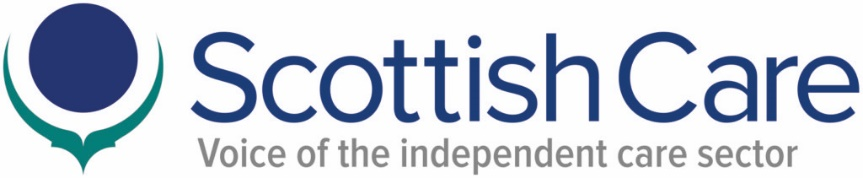 Scottish Care
Voice of the independent care sector